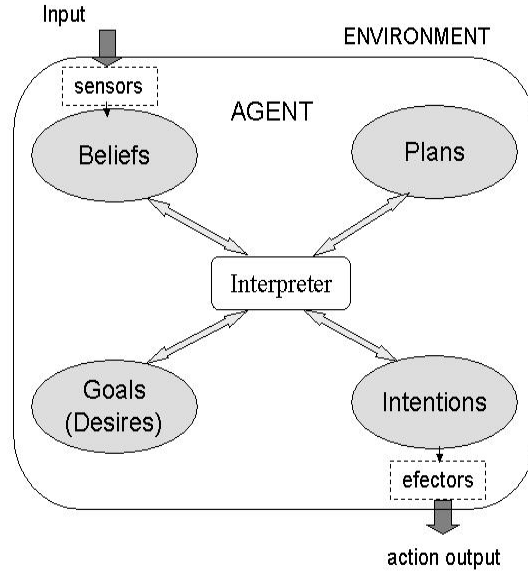 Input
ENVIRONMENT
sensors
AGENT
Beliefs
Plans
Interpreter
Goals
(Desires)
Intentions
efectors
action output